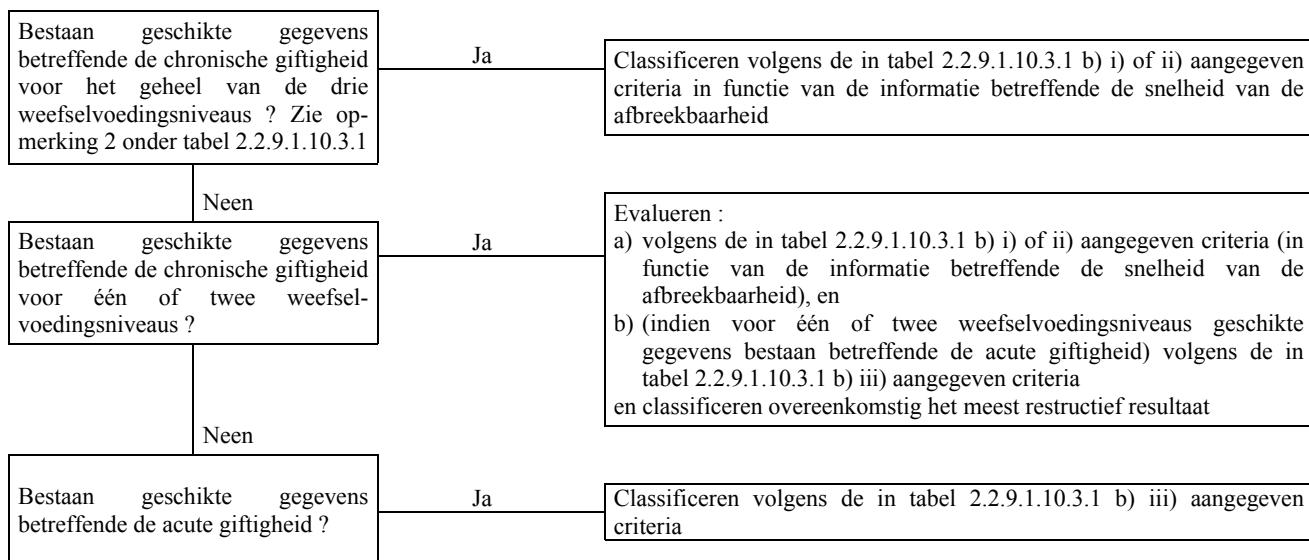 Bestaan geschikte gegevens
betreffende de chronische giftigheid
voor het geheel van de drie
weefselvoedingsniveaus ? Zie op-
merking 2 onder tabel 2.2.9.1.10.3.1
Ja
Classificeren volgens de in tabel 2.2.9.1.10.3.1 b) i) of ii) aangegeven
criteria in functie van de informatie betreffende de snelheid van de
afbreekbaarheid
Neen
Bestaan geschikte gegevens
betreffende de chronische giftigheid
voor één of twee weefsel-
voedingsniveaus ?
Ja
Evalueren :
a) volgens de in tabel 2.2.9.1.10.3.1 b) i) of ii) aangegeven criteria (in
functie van de informatie betreffende de snelheid van de
afbreekbaarheid), en
b) (indien voor één of twee weefselvoedingsniveaus geschikte
gegevens bestaan betreffende de acute giftigheid) volgens de in
tabel 2.2.9.1.10.3.1 b) iii) aangegeven criteria
en classificeren overeenkomstig het meest restructief resultaat
Neen
Bestaan geschikte gegevens
betreffende de acute giftigheid ?
Ja
Classificeren volgens de in tabel 2.2.9.1.10.3.1 b) iii) aangegeven
criteria